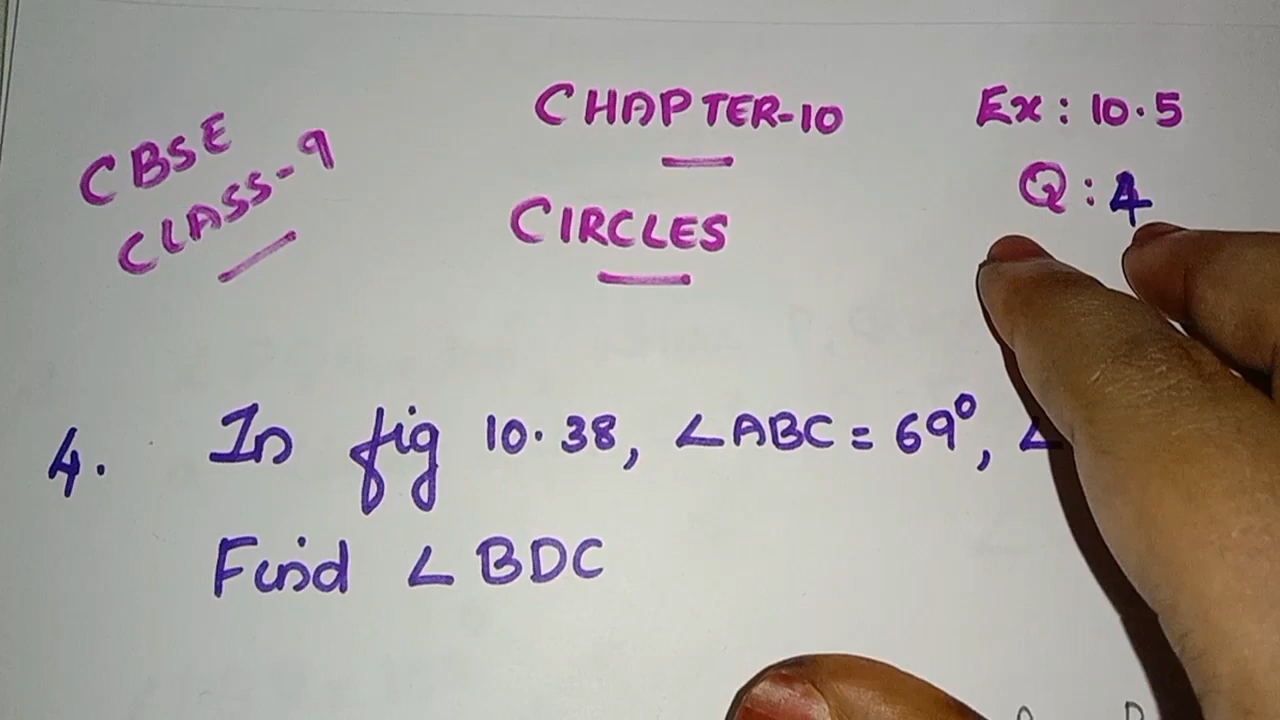 CBSE
CLASS-9
CHAPTER-10
CIRCLES
Ex: 10.5
Q: 4
4. In fig 10.38, ∠ABC = 69°, ∠
Find ∠BDC